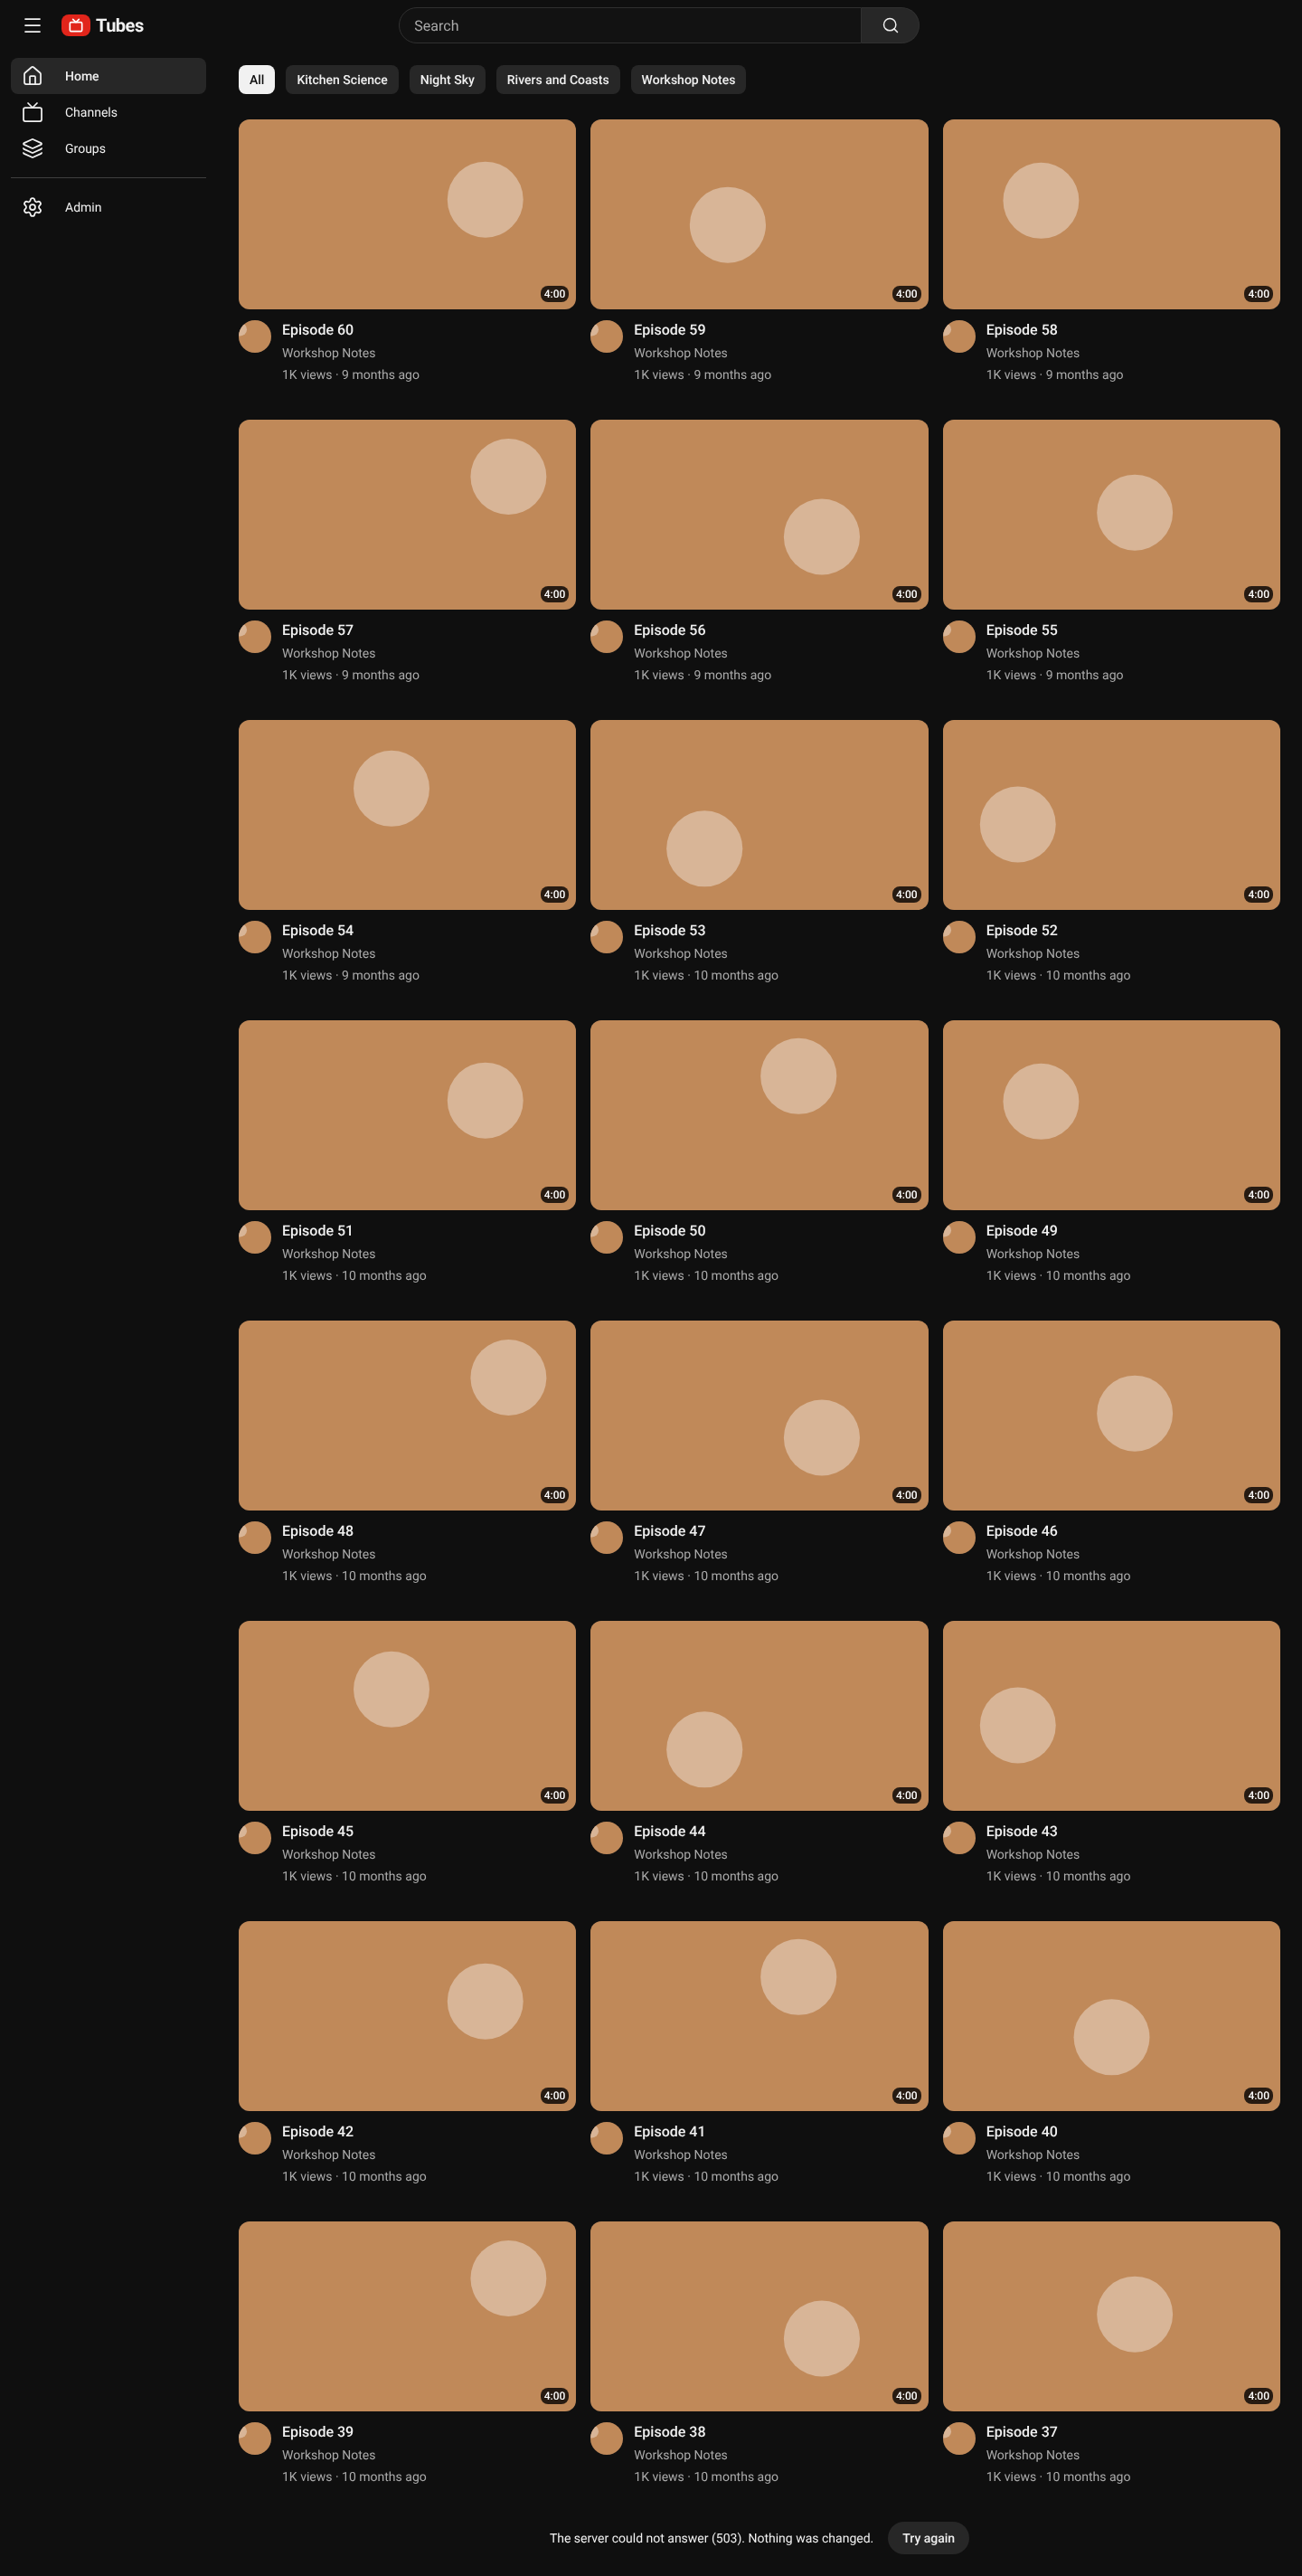 Tubes
Search
Home
Channels
Groups
Admin
All
Kitchen Science
Night Sky
Rivers and Coasts
Workshop Notes
4:00
4:00
4:00
Episode 60
Workshop Notes
1K views · 9 months ago
Episode 59
Workshop Notes
1K views · 9 months ago
Episode 58
Workshop Notes
1K views · 9 months ago
4:00
4:00
4:00
Episode 57
Workshop Notes
1K views · 9 months ago
Episode 56
Workshop Notes
1K views · 9 months ago
Episode 55
Workshop Notes
1K views · 9 months ago
4:00
4:00
4:00
Episode 54
Workshop Notes
1K views · 9 months ago
Episode 53
Workshop Notes
1K views · 10 months ago
Episode 52
Workshop Notes
1K views · 10 months ago
4:00
4:00
4:00
Episode 51
Workshop Notes
1K views · 10 months ago
Episode 50
Workshop Notes
1K views · 10 months ago
Episode 49
Workshop Notes
1K views · 10 months ago
4:00
4:00
4:00
Episode 48
Workshop Notes
1K views · 10 months ago
Episode 47
Workshop Notes
1K views · 10 months ago
Episode 46
Workshop Notes
1K views · 10 months ago
4:00
4:00
4:00
Episode 45
Workshop Notes
1K views · 10 months ago
Episode 44
Workshop Notes
1K views · 10 months ago
Episode 43
Workshop Notes
1K views · 10 months ago
4:00
4:00
4:00
Episode 42
Workshop Notes
1K views · 10 months ago
Episode 41
Workshop Notes
1K views · 10 months ago
Episode 40
Workshop Notes
1K views · 10 months ago
4:00
4:00
4:00
Episode 39
Workshop Notes
1K views · 10 months ago
Episode 38
Workshop Notes
1K views · 10 months ago
Episode 37
Workshop Notes
1K views · 10 months ago
The server could not answer (503). Nothing was changed.
Try again